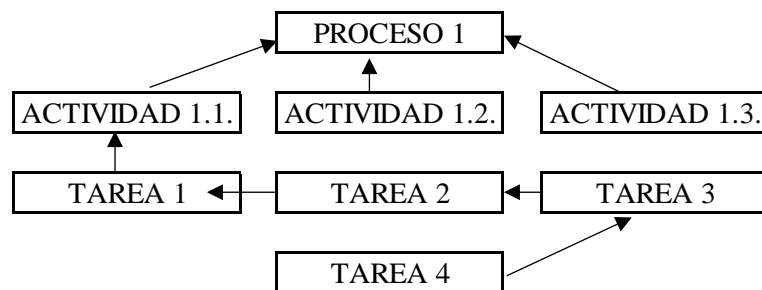 PROCESO 1
ACTIVIDAD 1.1.
ACTIVIDAD 1.2.
ACTIVIDAD 1.3.
TAREA 1
TAREA 2
TAREA 3
TAREA 4